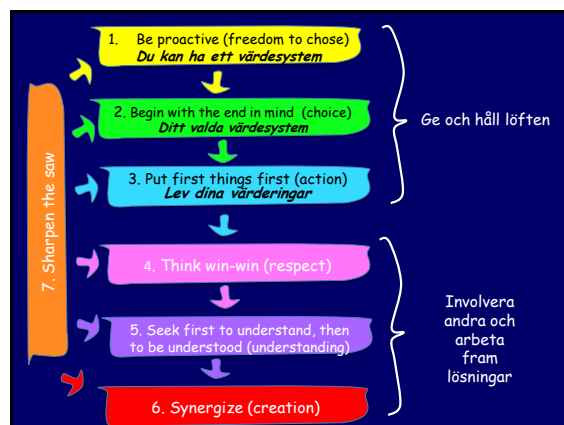 1. Be proactive (freedom to chose)
Du kan ha ett värdesystem
2. Begin with the end in mind (choice)
Ditt valda värdesystem
3. Put first things first (action)
Lev dina värderingar
Ge och håll löften
4. Think win-win (respect)
5. Seek first to understand, then
to be understood (understanding)
6. Synergize (creation)
Involvera
andra och
arbeta
fram
lösningar
7. Sharpen the saw